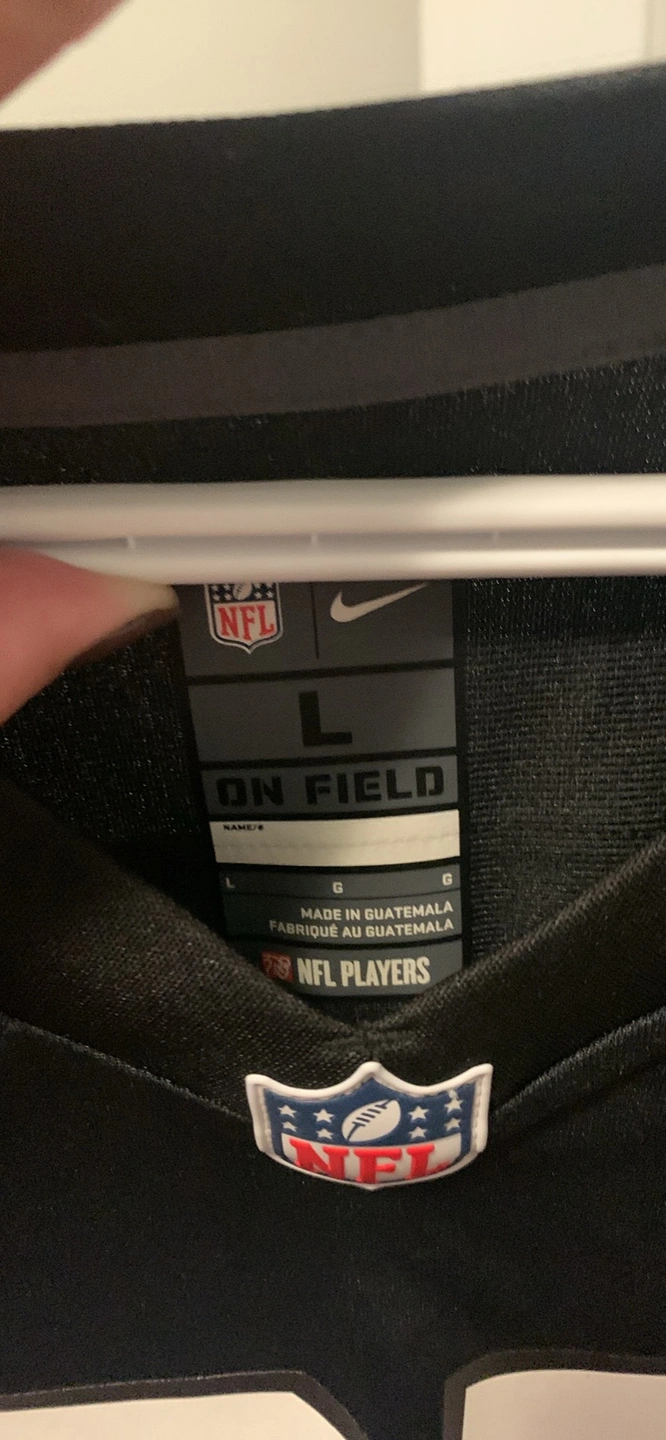 NFL
L
ON FIELD
NAME/#
L G G
MADE IN GUATEMALA
FABRIQUÉ AU GUATEMALA
NFL PLAYERS
NFL